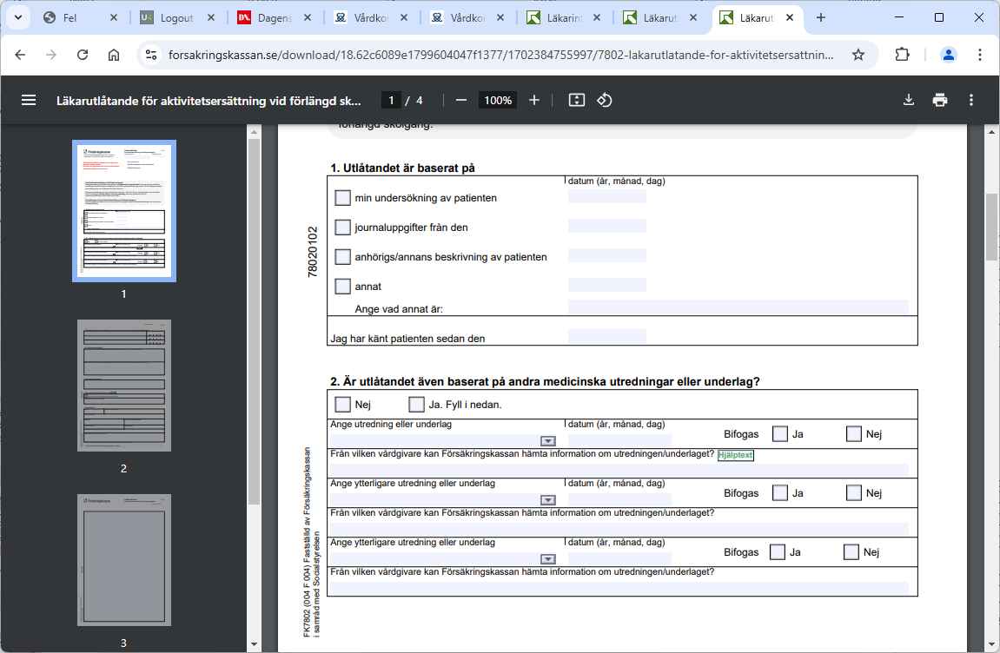 Fel
Logout
Dagens
Vårdkor
Vårdkor
Läkarin
Läkarut
Läkarut
forsakringskassan.se/download/18.62c6089e1799604047f1377/1702384755997/7802-lakarutlatande-for-aktivitetsersattnin...
Läkarutlåtande för aktivitetsersättning vid förlängd sk...
1 / 4
100%
1
2
3
förlängd skolgång.
1. Utlåtandet är baserat på
datum (år, månad, dag)
min undersökning av patienten
journaluppgifter från den
anhörigs/annans beskrivning av patienten
annat
Ange vad annat är:
Jag har känt patienten sedan den
78020102
2. Är utlåtandet även baserat på andra medicinska utredningar eller underlag?
Nej Ja. Fyll i nedan.
Ange utredning eller underlag datum (år, månad, dag) Bifogas Ja Nej
Från vilken vårdgivare kan Försäkringskassan hämta information om utredningen/underlaget? Hjälptext
Ange ytterligare utredning eller underlag datum (år, månad, dag) Bifogas Ja Nej
Från vilken vårdgivare kan Försäkringskassan hämta information om utredningen/underlaget?
Ange ytterligare utredning eller underlag datum (år, månad, dag) Bifogas Ja Nej
Från vilken vårdgivare kan Försäkringskassan hämta information om utredningen/underlaget?
FK7802 (004 F 004) Fastställd av Försäkringskassan
i samråd med Socialstyrelsen